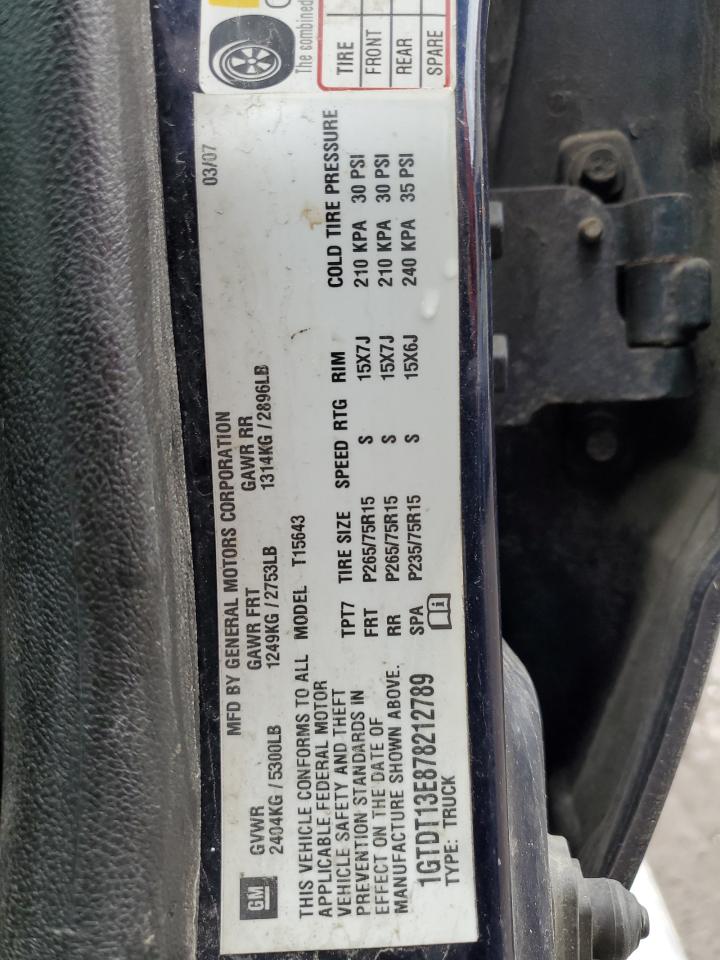 The combined
TIRE
FRONT
REAR
SPARE
MFD BY GENERAL MOTORS CORPORATION 03/07
GVWR GAWR FRT GAWR RR
2404KG / 5300LB 1249KG / 2753LB 1314KG / 2896LB
THIS VEHICLE CONFORMS TO ALL MODEL T15643
APPLICABLE FEDERAL MOTOR
VEHICLE SAFETY AND THEFT
PREVENTION STANDARDS IN
EFFECT ON THE DATE OF
MANUFACTURE SHOWN ABOVE.
TPT7 TIRE SIZE SPEED RTG RIM COLD TIRE PRESSURE
FRT P265/75R15 S 15X7J 210 KPA 30 PSI
RR P265/75R15 S 15X7J 210 KPA 30 PSI
SPA P235/75R15 S 15X6J 240 KPA 35 PSI
1GTDT13E878212789
TYPE: TRUCK
GM
i